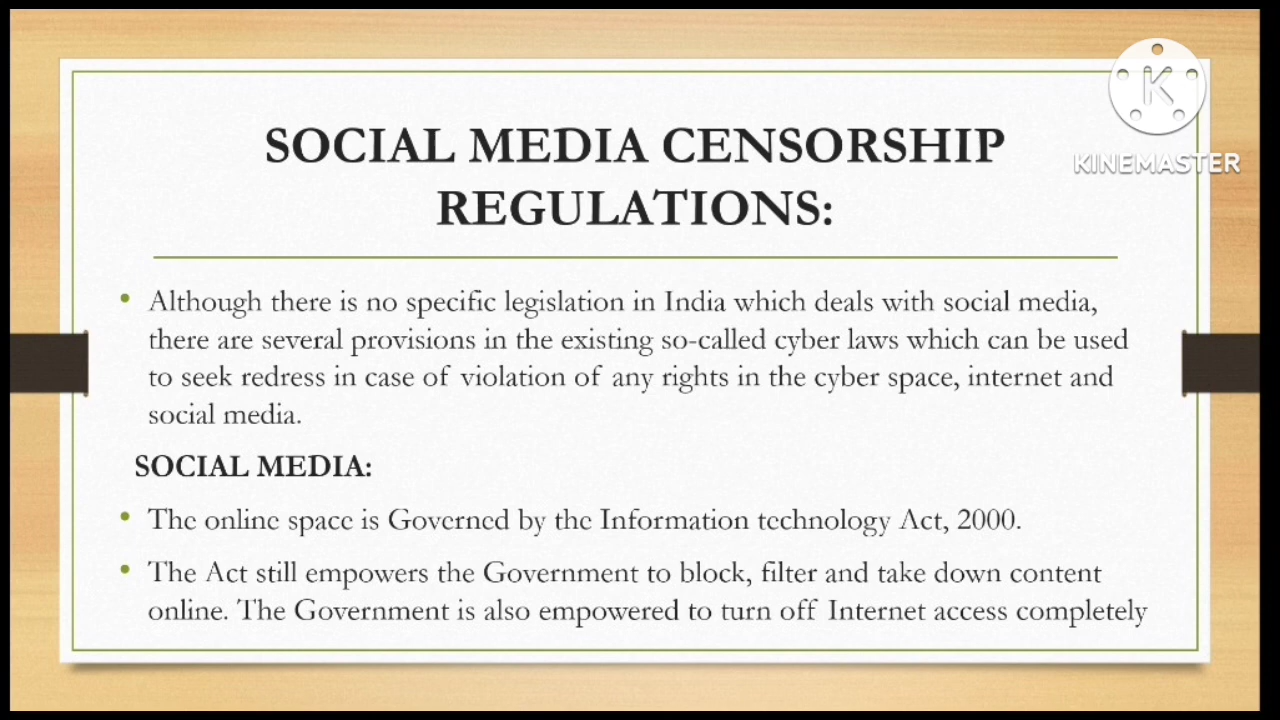 SOCIAL MEDIA CENSORSHIP
REGULATIONS:
K
KINEMASTER
• Although there is no specific legislation in India which deals with social media,
there are several provisions in the existing so-called cyber laws which can be used
to seek redress in case of violation of any rights in the cyber space, internet and
social media.
SOCIAL MEDIA:
• The online space is Governed by the Information technology Act, 2000.
• The Act still empowers the Government to block, filter and take down content
online. The Government is also empowered to turn off Internet access completely